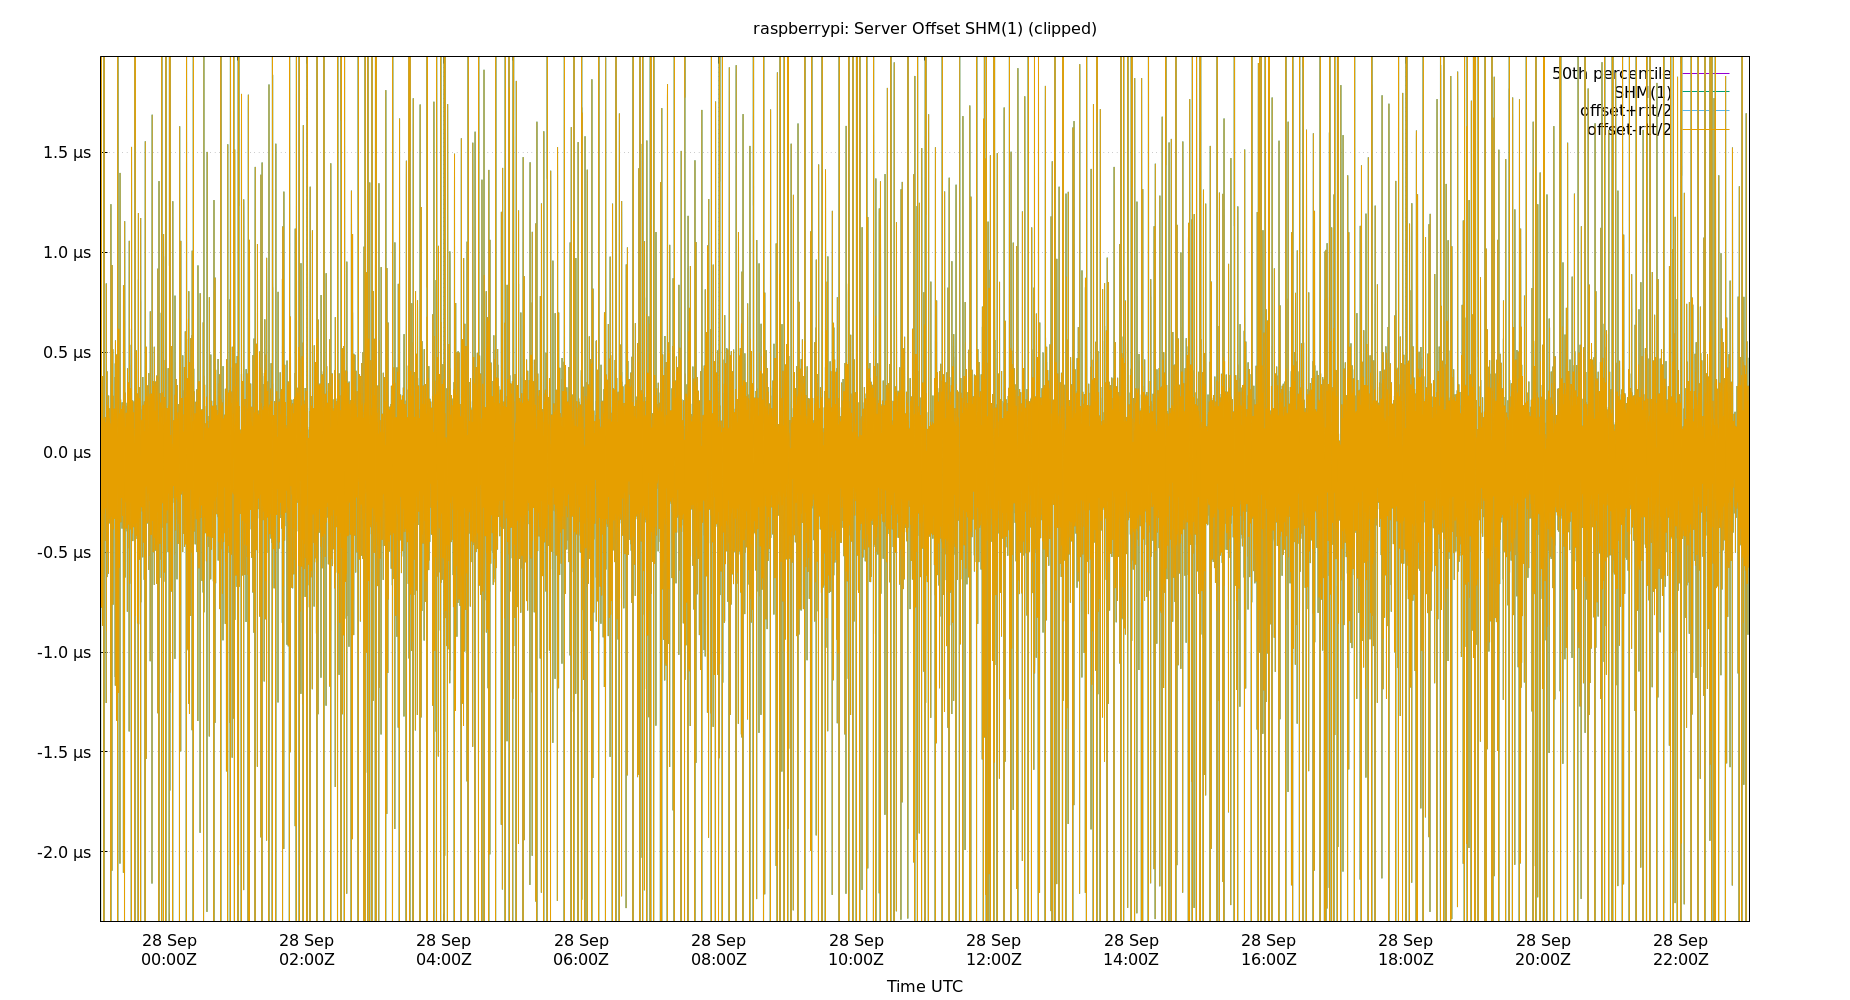 raspberrypi: Server Offset SHM(1) (clipped)
50th percentile
SHM(1)
offset+rtt/2
offset-rtt/2
1.5 µs
1.0 µs
0.5 µs
0.0 µs
-0.5 µs
-1.0 µs
-1.5 µs
-2.0 µs
28 Sep 28 Sep 28 Sep 28 Sep 28 Sep 28 Sep 28 Sep 28 Sep 28 Sep 28 Sep 28 Sep 28 Sep
00:00Z 02:00Z 04:00Z 06:00Z 08:00Z 10:00Z 12:00Z 14:00Z 16:00Z 18:00Z 20:00Z 22:00Z
Time UTC